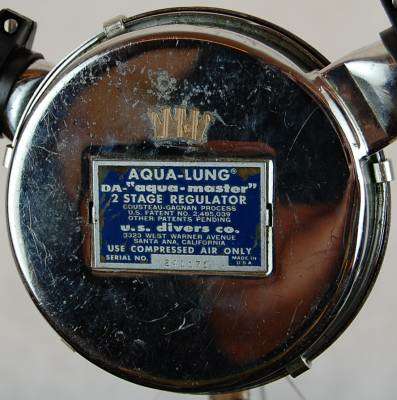 AQUA-LUNG®
DA-"aqua-master"
2 STAGE REGULATOR
COUSTEAU-GAGNAN PROCESS
U.S. PATENT NO. 2,485,039
OTHER PATENTS PENDING
u.s. divers co.
3323 WEST WARNER AVENUE
SANTA ANA, CALIFORNIA
USE COMPRESSED AIR ONLY
SERIAL NO. MADE IN
U.S.A.